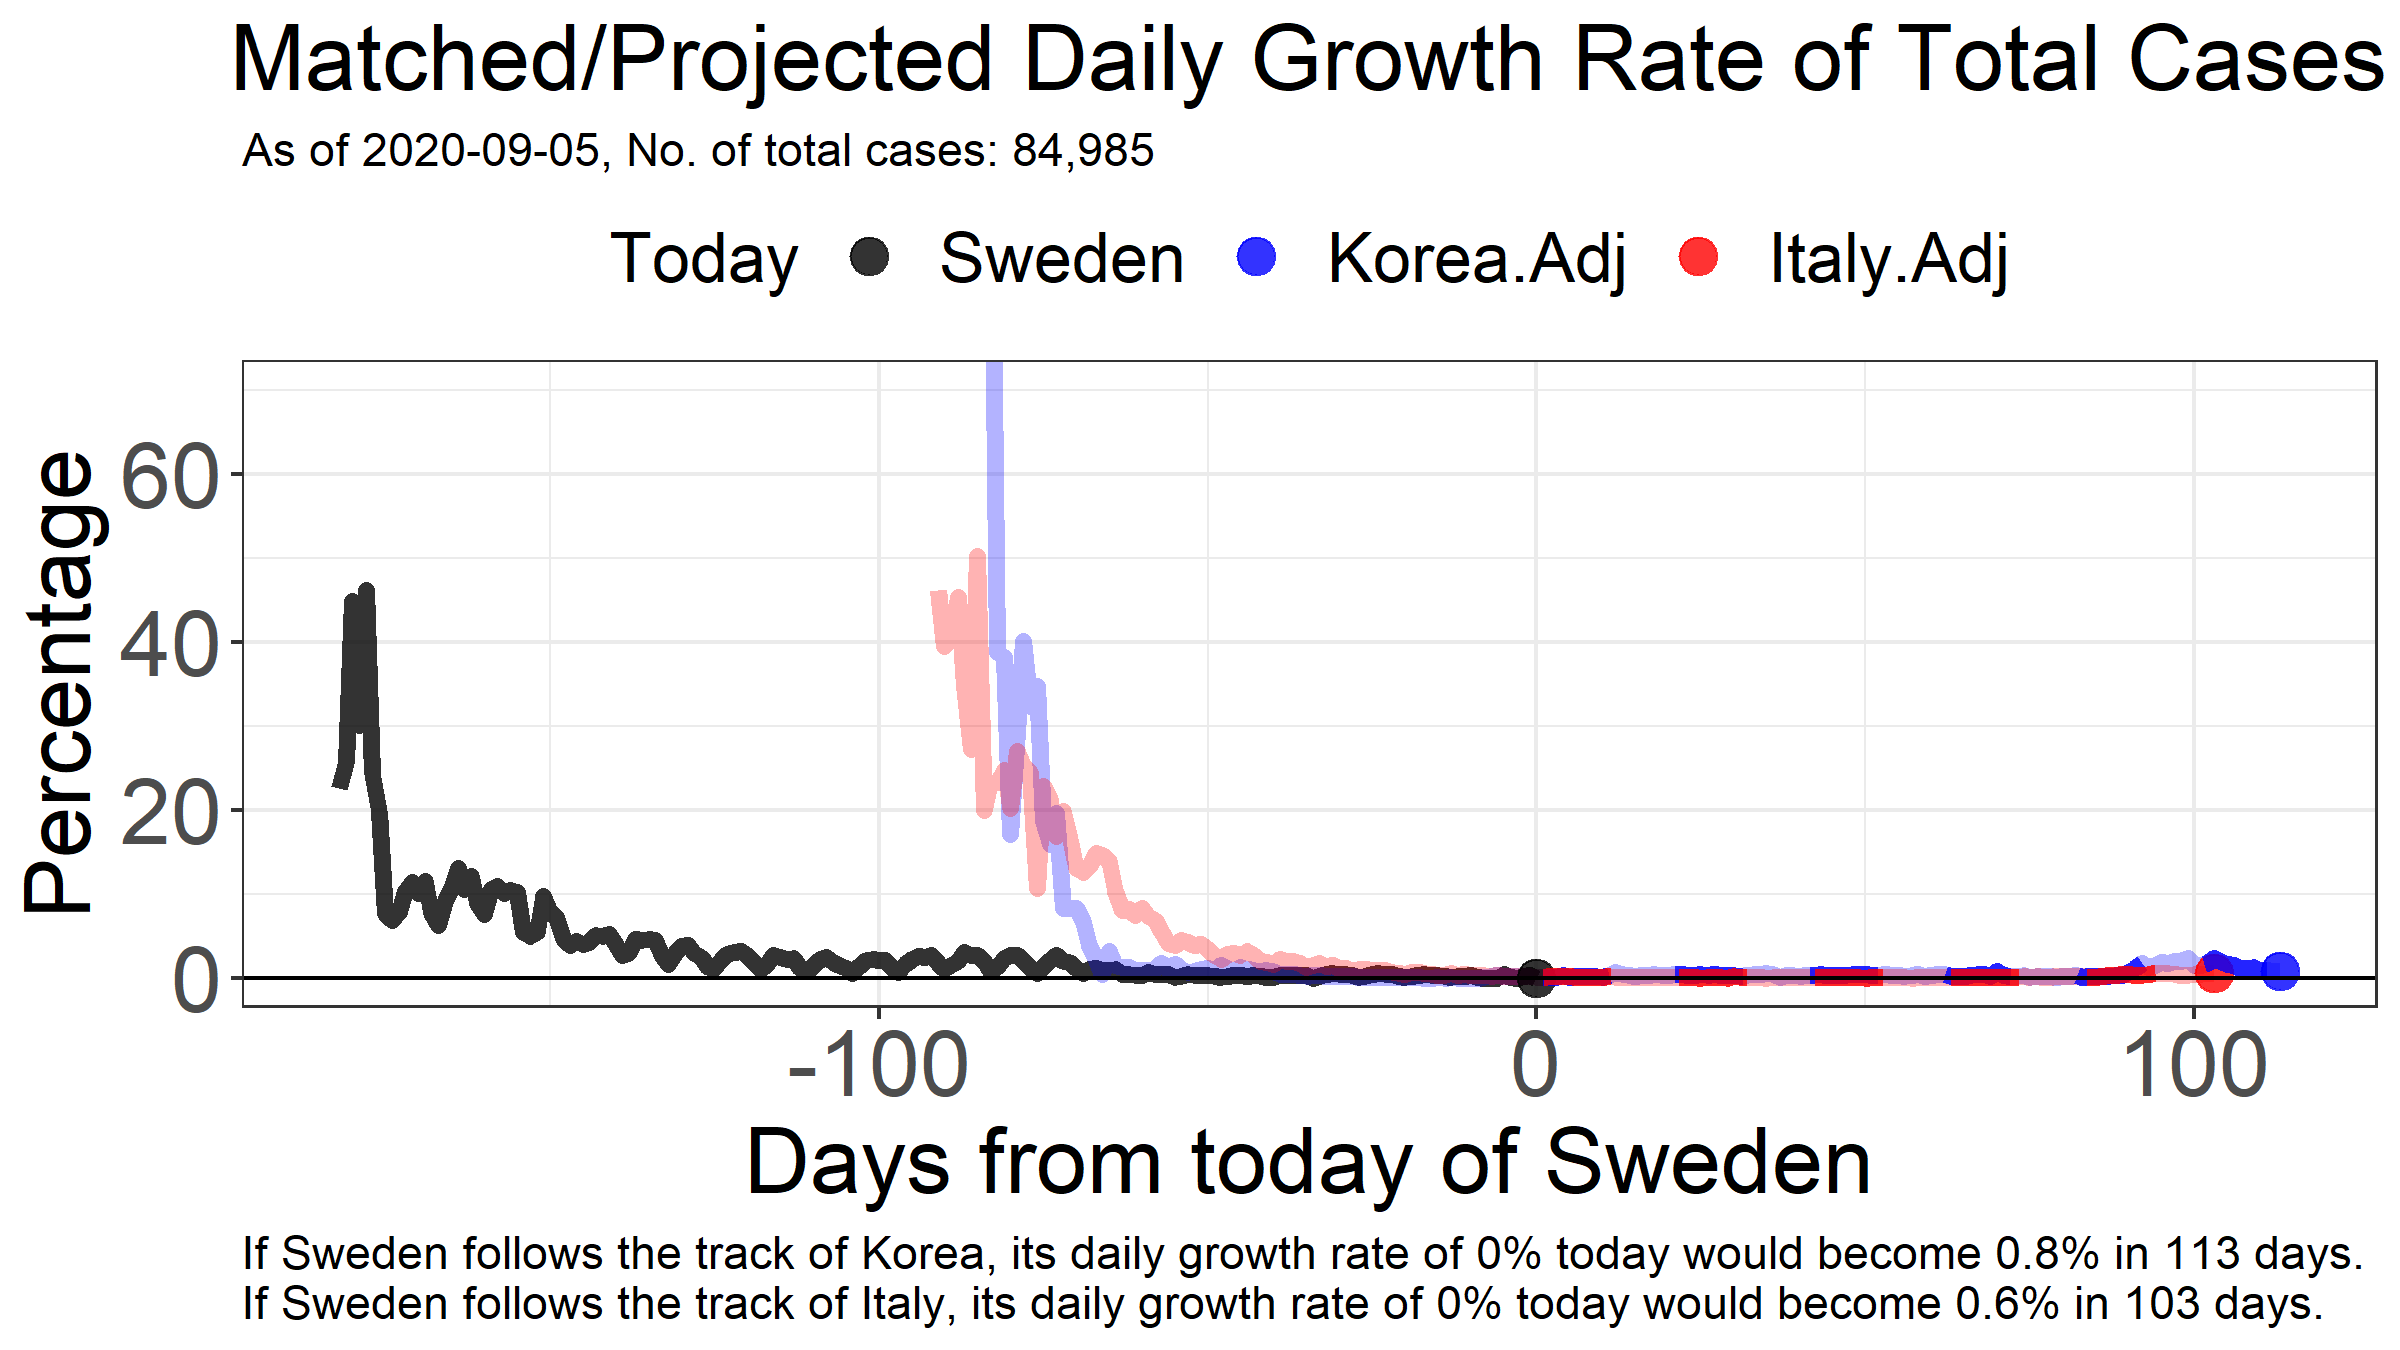 Matched/Projected Daily Growth Rate of Total Cases
As of 2020-09-05, No. of total cases: 84,985
Today Sweden Korea.Adj Italy.Adj
Percentage
60
40
20
0
-100 0 100
Days from today of Sweden
If Sweden follows the track of Korea, its daily growth rate of 0% today would become 0.8% in 113 days.
If Sweden follows the track of Italy, its daily growth rate of 0% today would become 0.6% in 103 days.